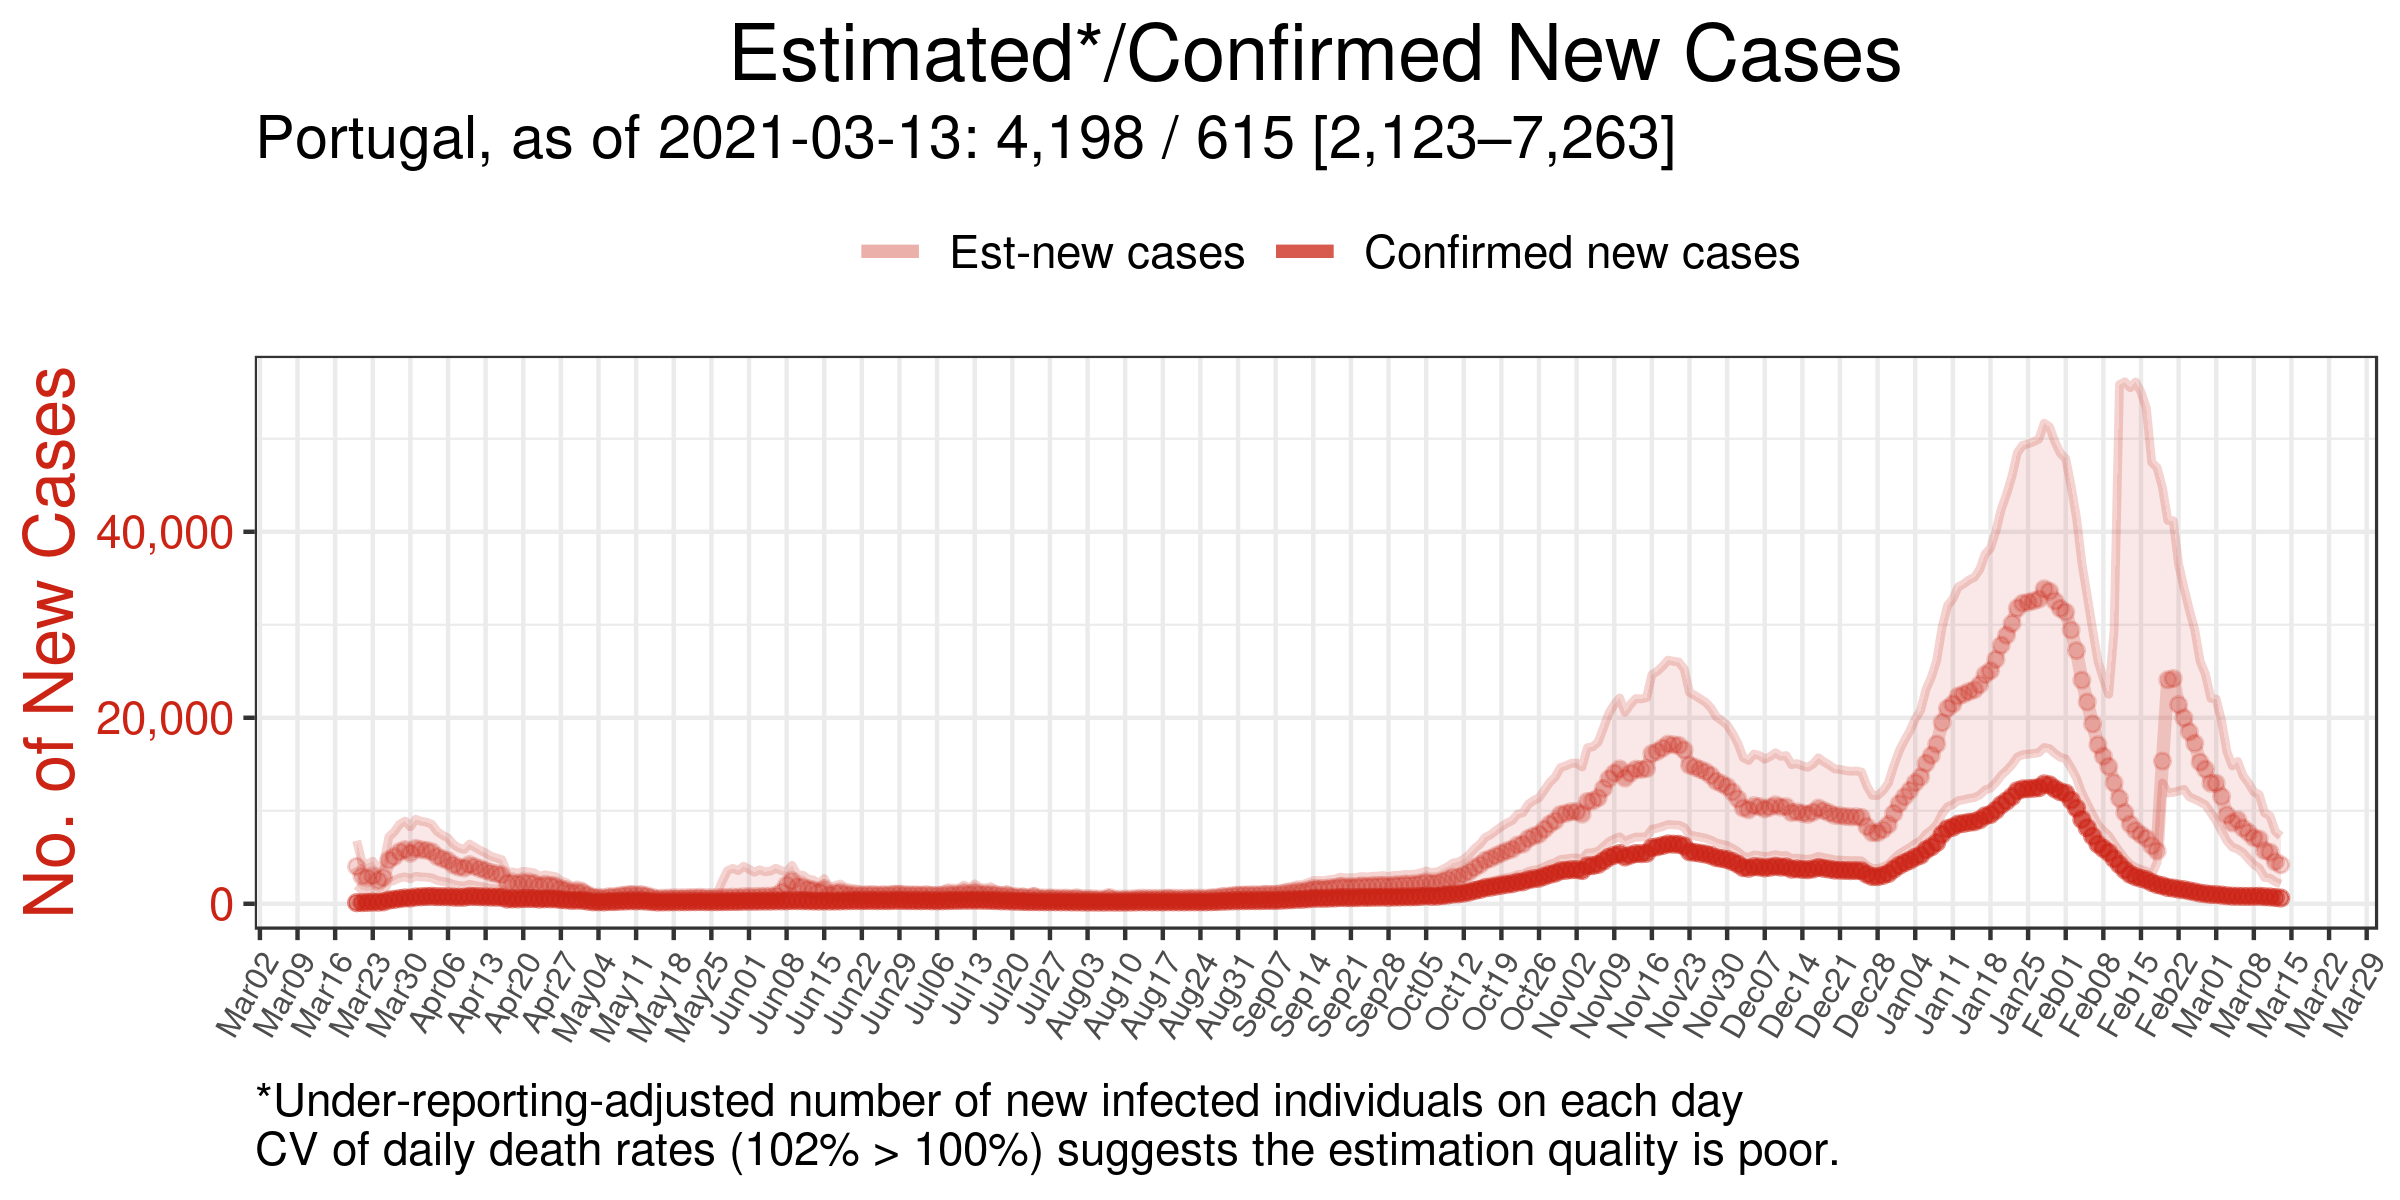 Estimated*/Confirmed New Cases
Portugal, as of 2021-03-13: 4,198 / 615 [2,123–7,263]
Est-new cases
Confirmed new cases
No. of New Cases
40,000
20,000
0
Mar02
Mar09
Mar16
Mar23
Mar30
Apr06
Apr13
Apr20
Apr27
May04
May11
May18
May25
Jun01
Jun08
Jun15
Jun22
Jun29
Jul06
Jul13
Jul20
Jul27
Aug03
Aug10
Aug17
Aug24
Aug31
Sep07
Sep14
Sep21
Sep28
Oct05
Oct12
Oct19
Oct26
Nov02
Nov09
Nov16
Nov23
Nov30
Dec07
Dec14
Dec21
Dec28
Jan04
Jan11
Jan18
Jan25
Feb01
Feb08
Feb15
Feb22
Mar01
Mar08
Mar15
Mar22
Mar29
*Under-reporting-adjusted number of new infected individuals on each day
CV of daily death rates (102% > 100%) suggests the estimation quality is poor.